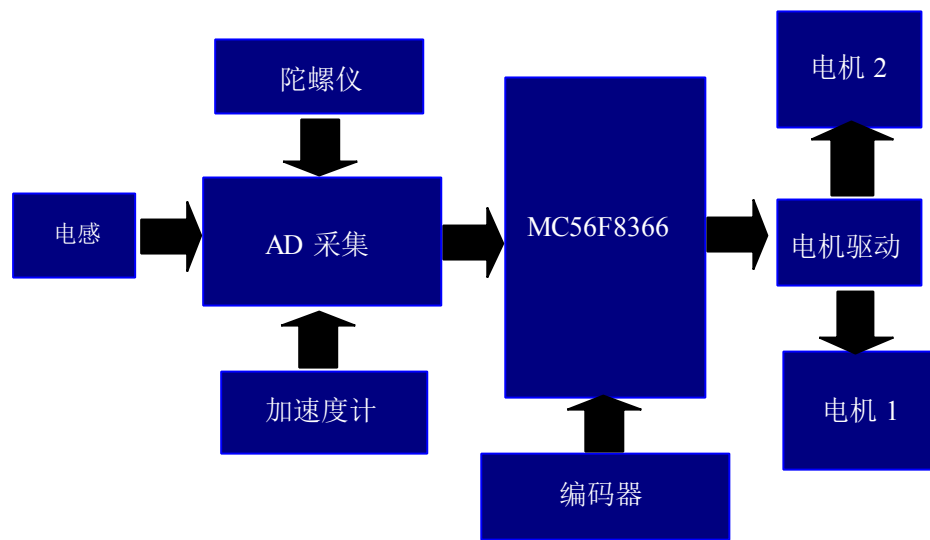 陀螺仪
电机 2
电感
AD 采集
MC56F8366
电机驱动
加速度计
电机 1
编码器